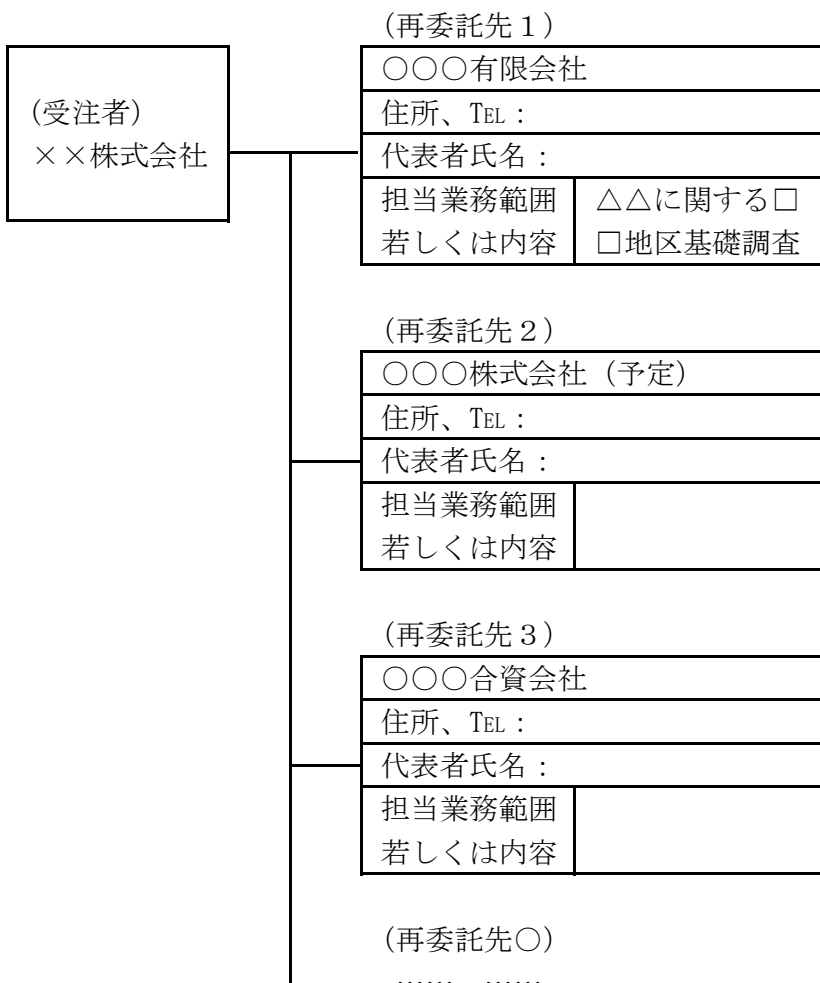 （再委託先１）
○○○有限会社
（受注者）
××株式会社
住所、TEL：
代表者氏名：
担当業務範囲
若しくは内容
△△に関する□
□地区基礎調査
（再委託先２）
○○○株式会社（予定）
住所、TEL：
代表者氏名：
担当業務範囲
若しくは内容
（再委託先３）
○○○合資会社
住所、TEL：
代表者氏名：
担当業務範囲
若しくは内容
（再委託先○）